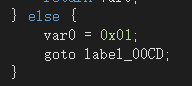 } else {
var0 = 0x01;
goto label_00CD;
}